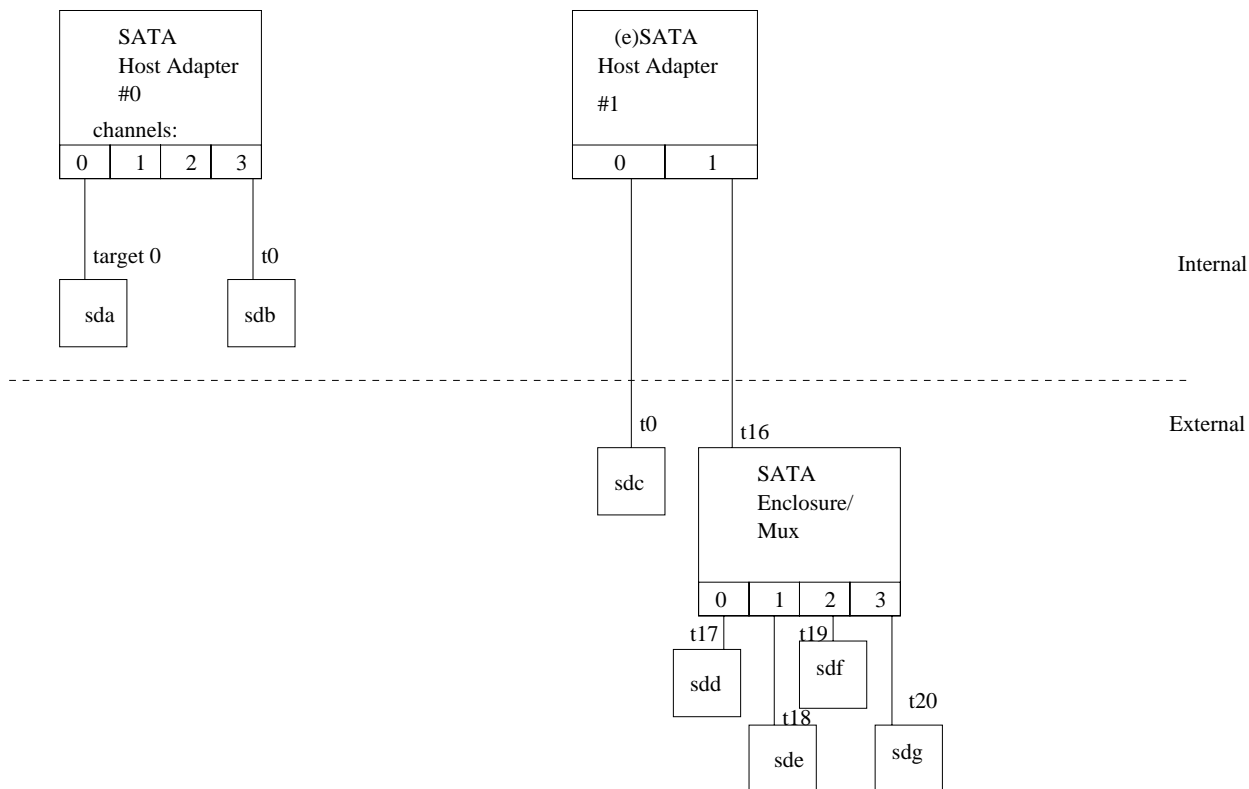 SATA
Host Adapter
#0
channels:
0 1 2 3
target 0
t0
sda
sdb
(e)SATA
Host Adapter
#1
0 1
Internal
External
t0
t16
sdc
SATA
Enclosure/
Mux
0 1 2 3
t17
t19
sdd
sdf
t18
t20
sde
sdg